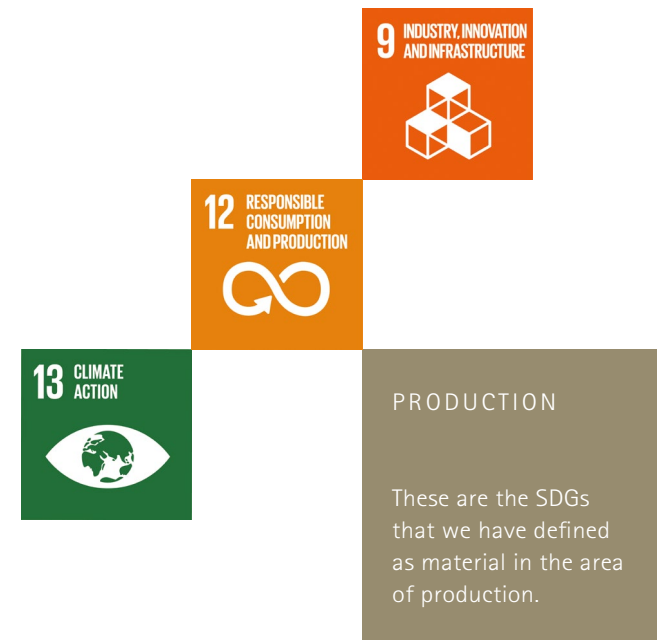 9 INDUSTRY, INNOVATION
AND INFRASTRUCTURE
12 RESPONSIBLE
CONSUMPTION
AND PRODUCTION
13 CLIMATE
ACTION
PRODUCTION
These are the SDGs
that we have defined
as material in the area
of production.